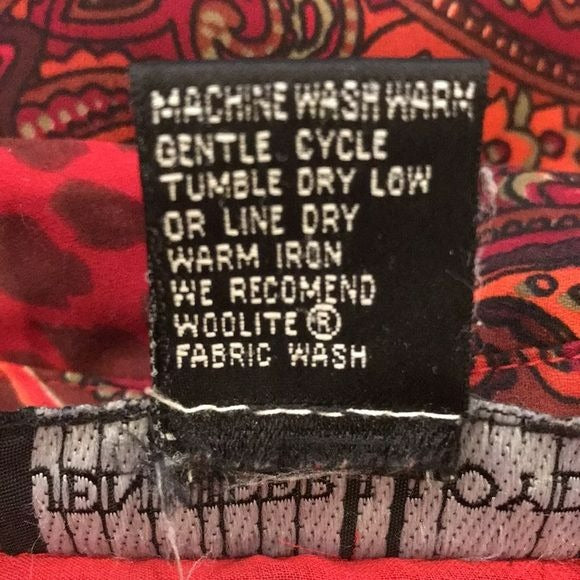 MACHINE WASH WARM
GENTLE CYCLE
TUMBLE DRY LOW
OR LINE DRY
WARM IRON
WE RECOMEND
WOOLITE®
FABRIC WASH